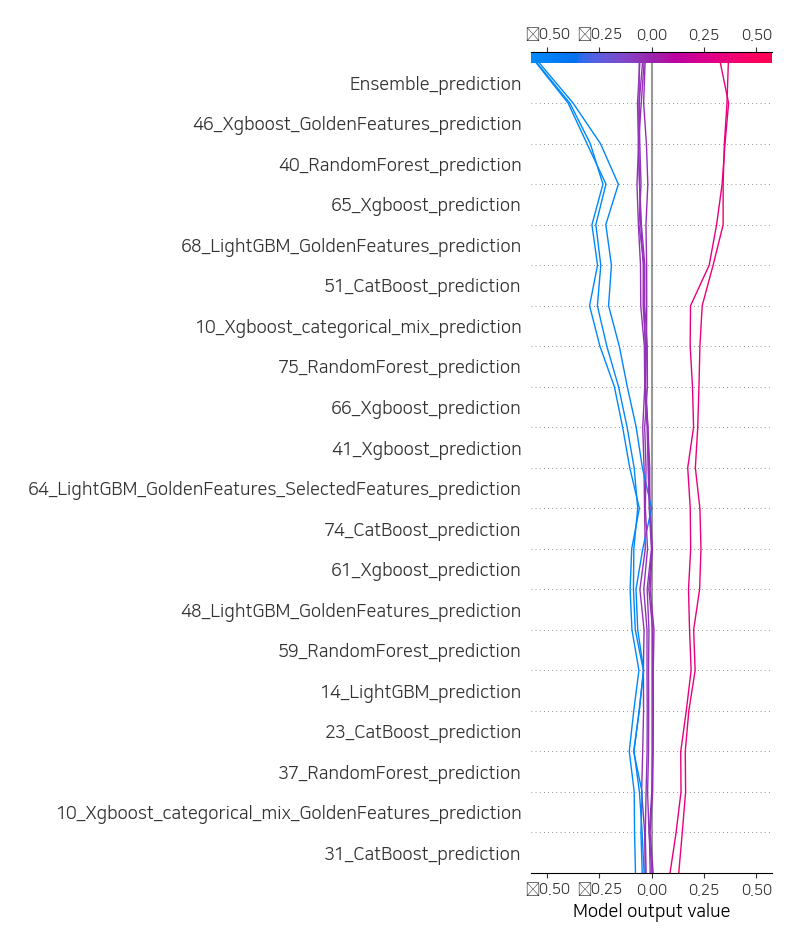 ▯0.50 ▯0.25 0.00 0.25 0.50
Ensemble_prediction
46_Xgboost_GoldenFeatures_prediction
40_RandomForest_prediction
65_Xgboost_prediction
68_LightGBM_GoldenFeatures_prediction
51_CatBoost_prediction
10_Xgboost_categorical_mix_prediction
75_RandomForest_prediction
66_Xgboost_prediction
41_Xgboost_prediction
64_LightGBM_GoldenFeatures_SelectedFeatures_prediction
74_CatBoost_prediction
61_Xgboost_prediction
48_LightGBM_GoldenFeatures_prediction
59_RandomForest_prediction
14_LightGBM_prediction
23_CatBoost_prediction
37_RandomForest_prediction
10_Xgboost_categorical_mix_GoldenFeatures_prediction
31_CatBoost_prediction
▯0.50 ▯0.25 0.00 0.25 0.50
Model output value